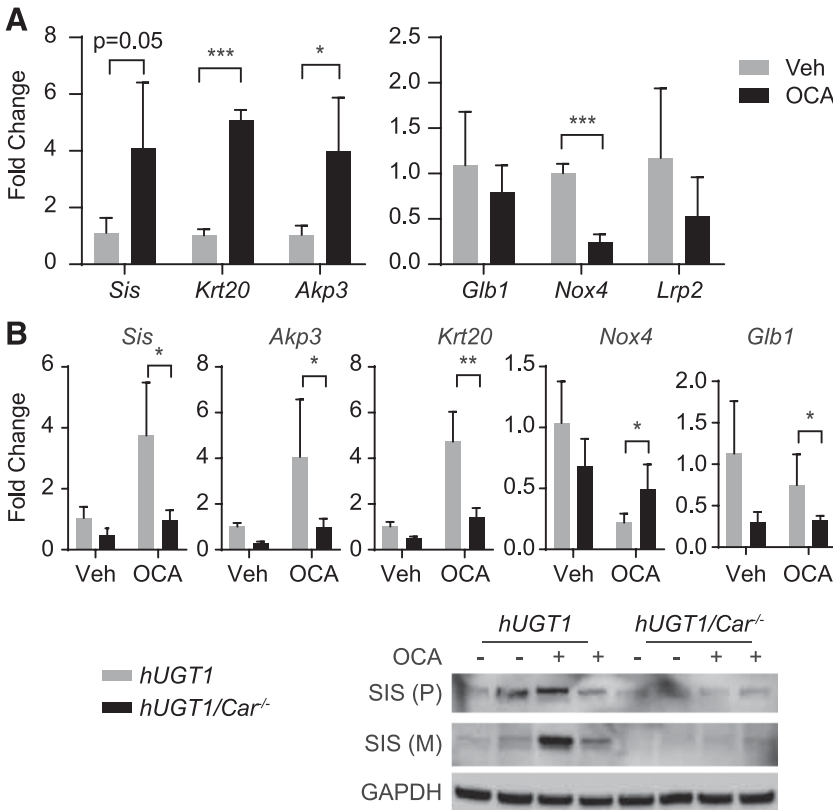 A
p=0.05
***
*
***
Veh
OCA
Fold Change
8
6
4
2
0
Sis
Krt20
Akp3
2.5
2.0
1.5
1.0
0.5
0.0
Glb1
Nox4
Lrp2
B
Sis
Akp3
Krt20
Nox4
Glb1
Fold Change
6
4
2
0
*
Veh
OCA
8
6
4
2
0
*
Veh
OCA
8
6
4
2
0
**
Veh
OCA
1.5
1.0
0.5
0.0
*
Veh
OCA
2.0
1.5
1.0
0.5
0.0
*
Veh
OCA
hUGT1
hUGT1/Car-/-
hUGT1 hUGT1/Car-/-
OCA - - + + - - + +
SIS (P)
SIS (M)
GAPDH